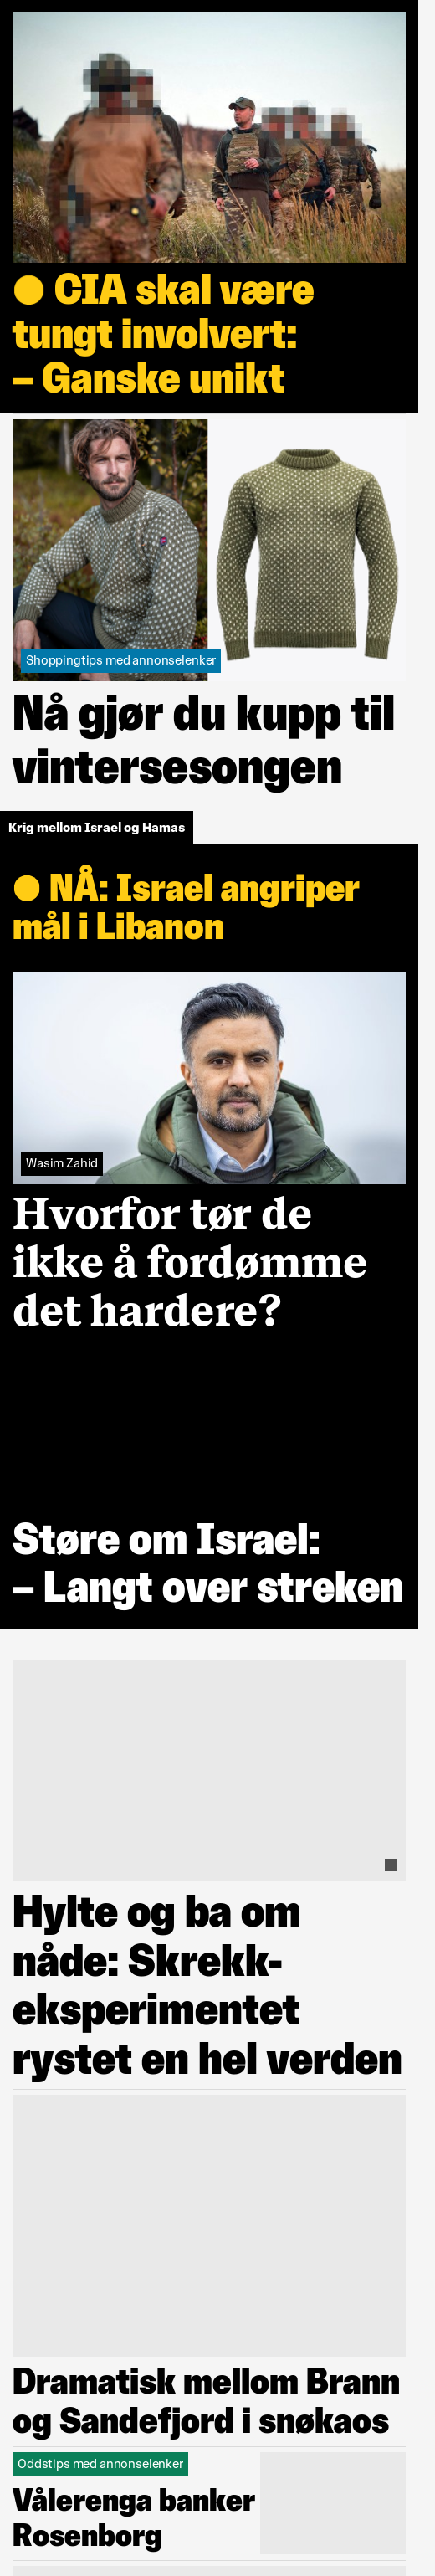 CIA skal være
tungt involvert:
– Ganske unikt
Shoppingtips med annonselenker
Nå gjør du kupp til
vintersesongen
Krig mellom Israel og Hamas
NÅ: Israel angriper
mål i Libanon
Wasim Zahid
Hvorfor tør de
ikke å fordømme
det hardere?
Støre om Israel:
– Langt over streken
Hylte og ba om
nåde: Skrekk-
eksperimentet
rystet en hel verden
Dramatisk mellom Brann
og Sandefjord i snøkaos
Oddstips med annonselenker
Vålerenga banker
Rosenborg